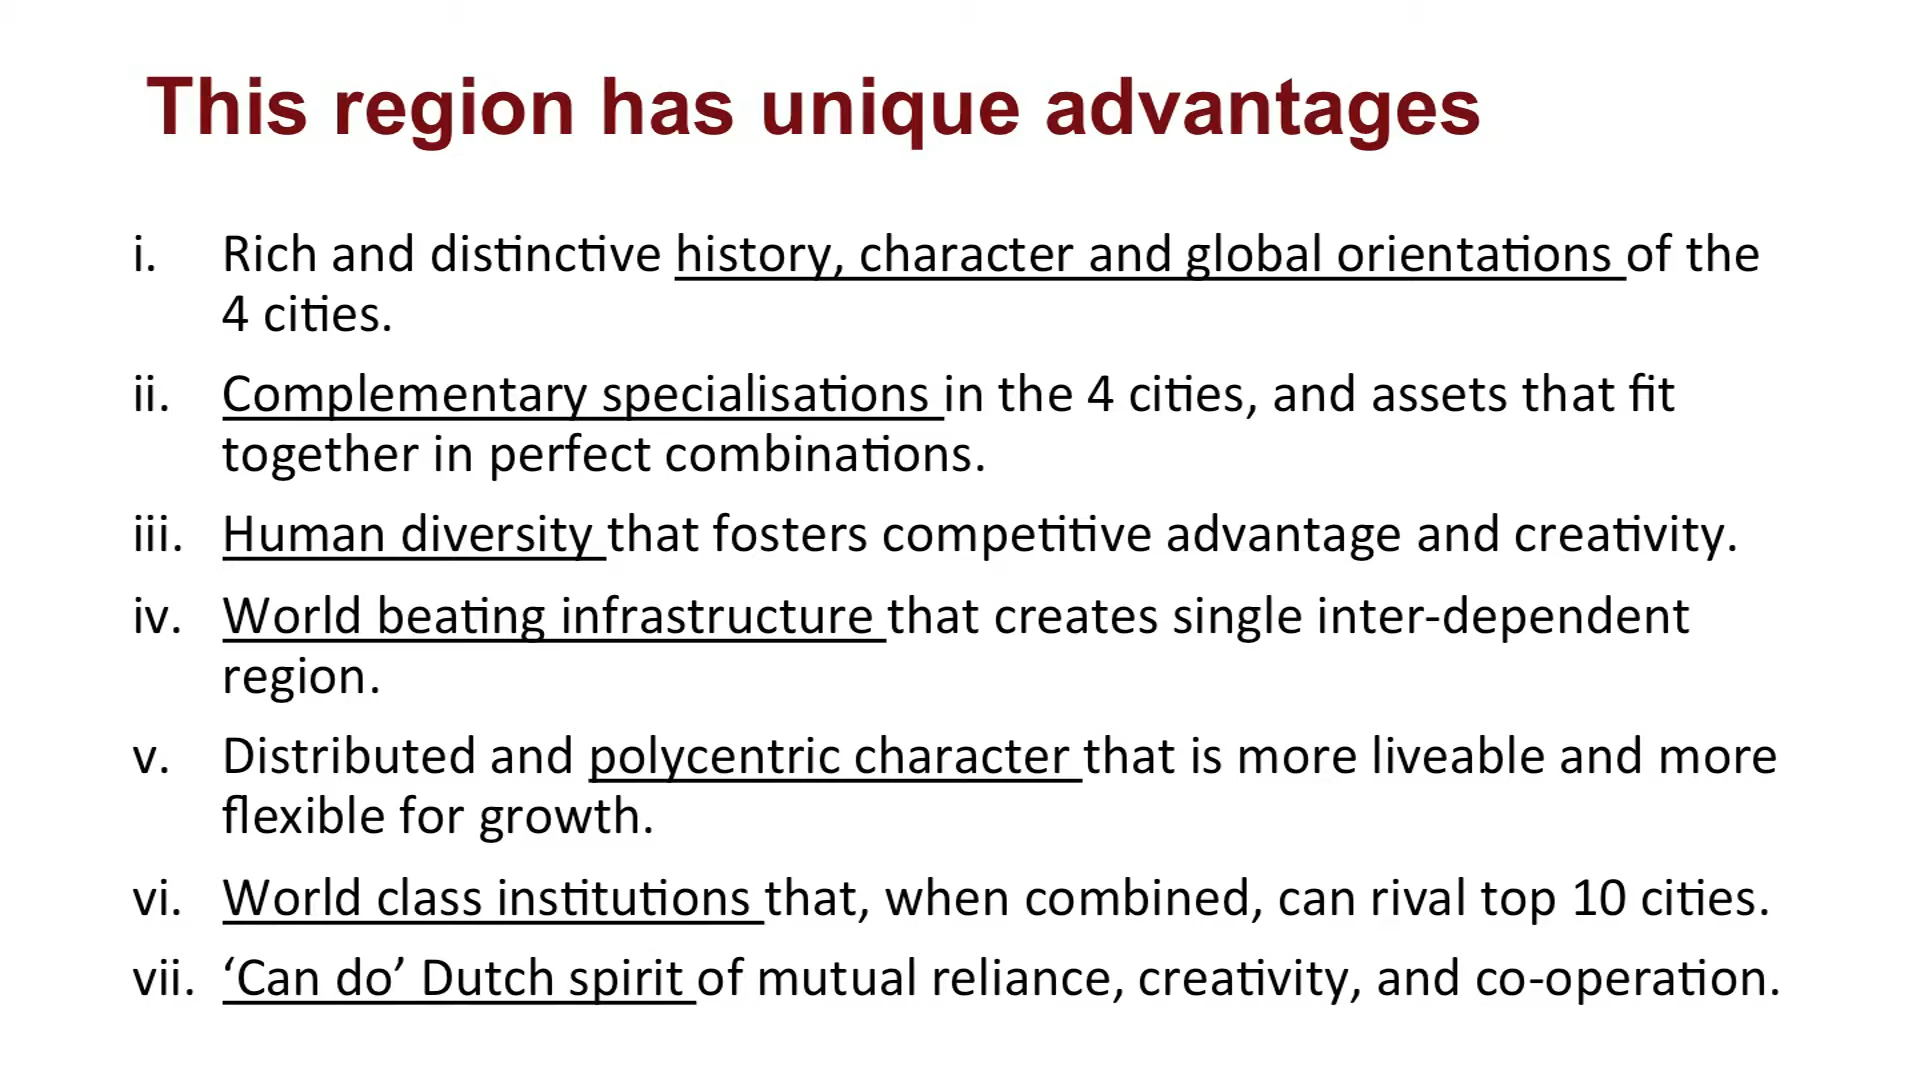 This region has unique advantages
i. Rich and distinctive history, character and global orientations of the
4 cities.
ii. Complementary specialisations in the 4 cities, and assets that fit
together in perfect combinations.
iii. Human diversity that fosters competitive advantage and creativity.
iv. World beating infrastructure that creates single inter-dependent
region.
v. Distributed and polycentric character that is more liveable and more
flexible for growth.
vi. World class institutions that, when combined, can rival top 10 cities.
vii. ‘Can do’ Dutch spirit of mutual reliance, creativity, and co-operation.